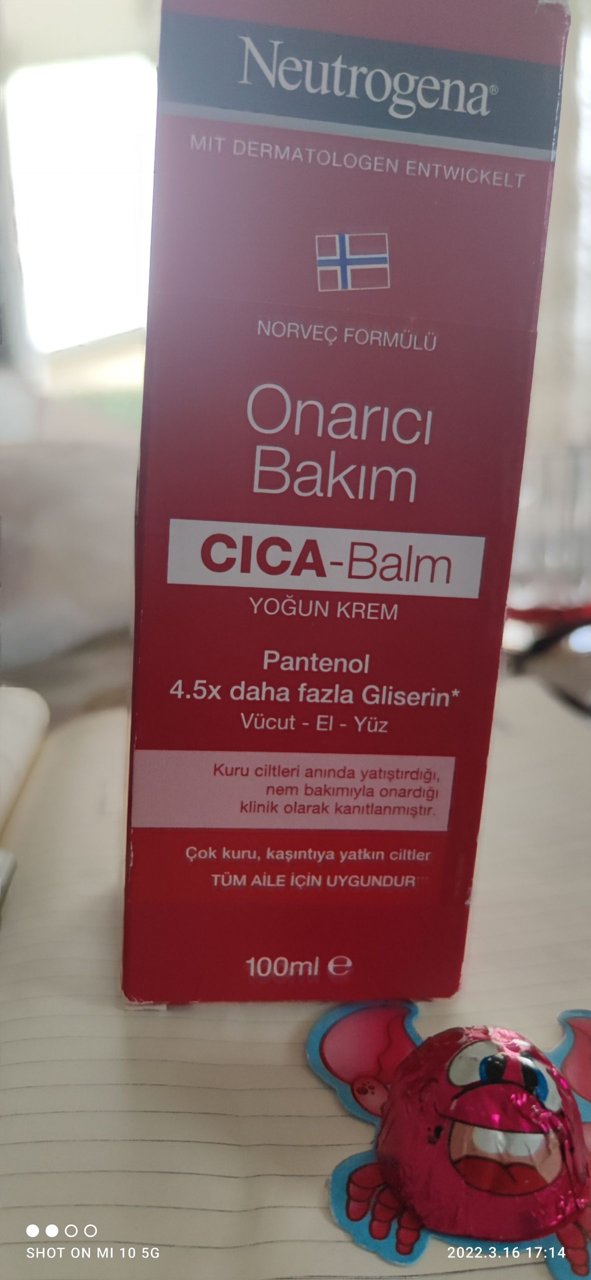 Neutrogena®
MIT DERMATOLOGEN ENTWICKELT
NORVEÇ FORMÜLÜ
Onarıcı
Bakım
CICA-Balm
YOĞUN KREM
Pantenol
4.5x daha fazla Gliserin*
Vücut - El - Yüz
Kuru ciltleri anında yatıştırdığı,
nem bakımıyla onardığı
klinik olarak kanıtlanmıştır.
Çok kuru, kaşıntıya yatkın ciltler
TÜM AİLE İÇİN UYGUNDUR
100ml ℮
SHOT ON MI 10 5G
2022.3.16 17:14